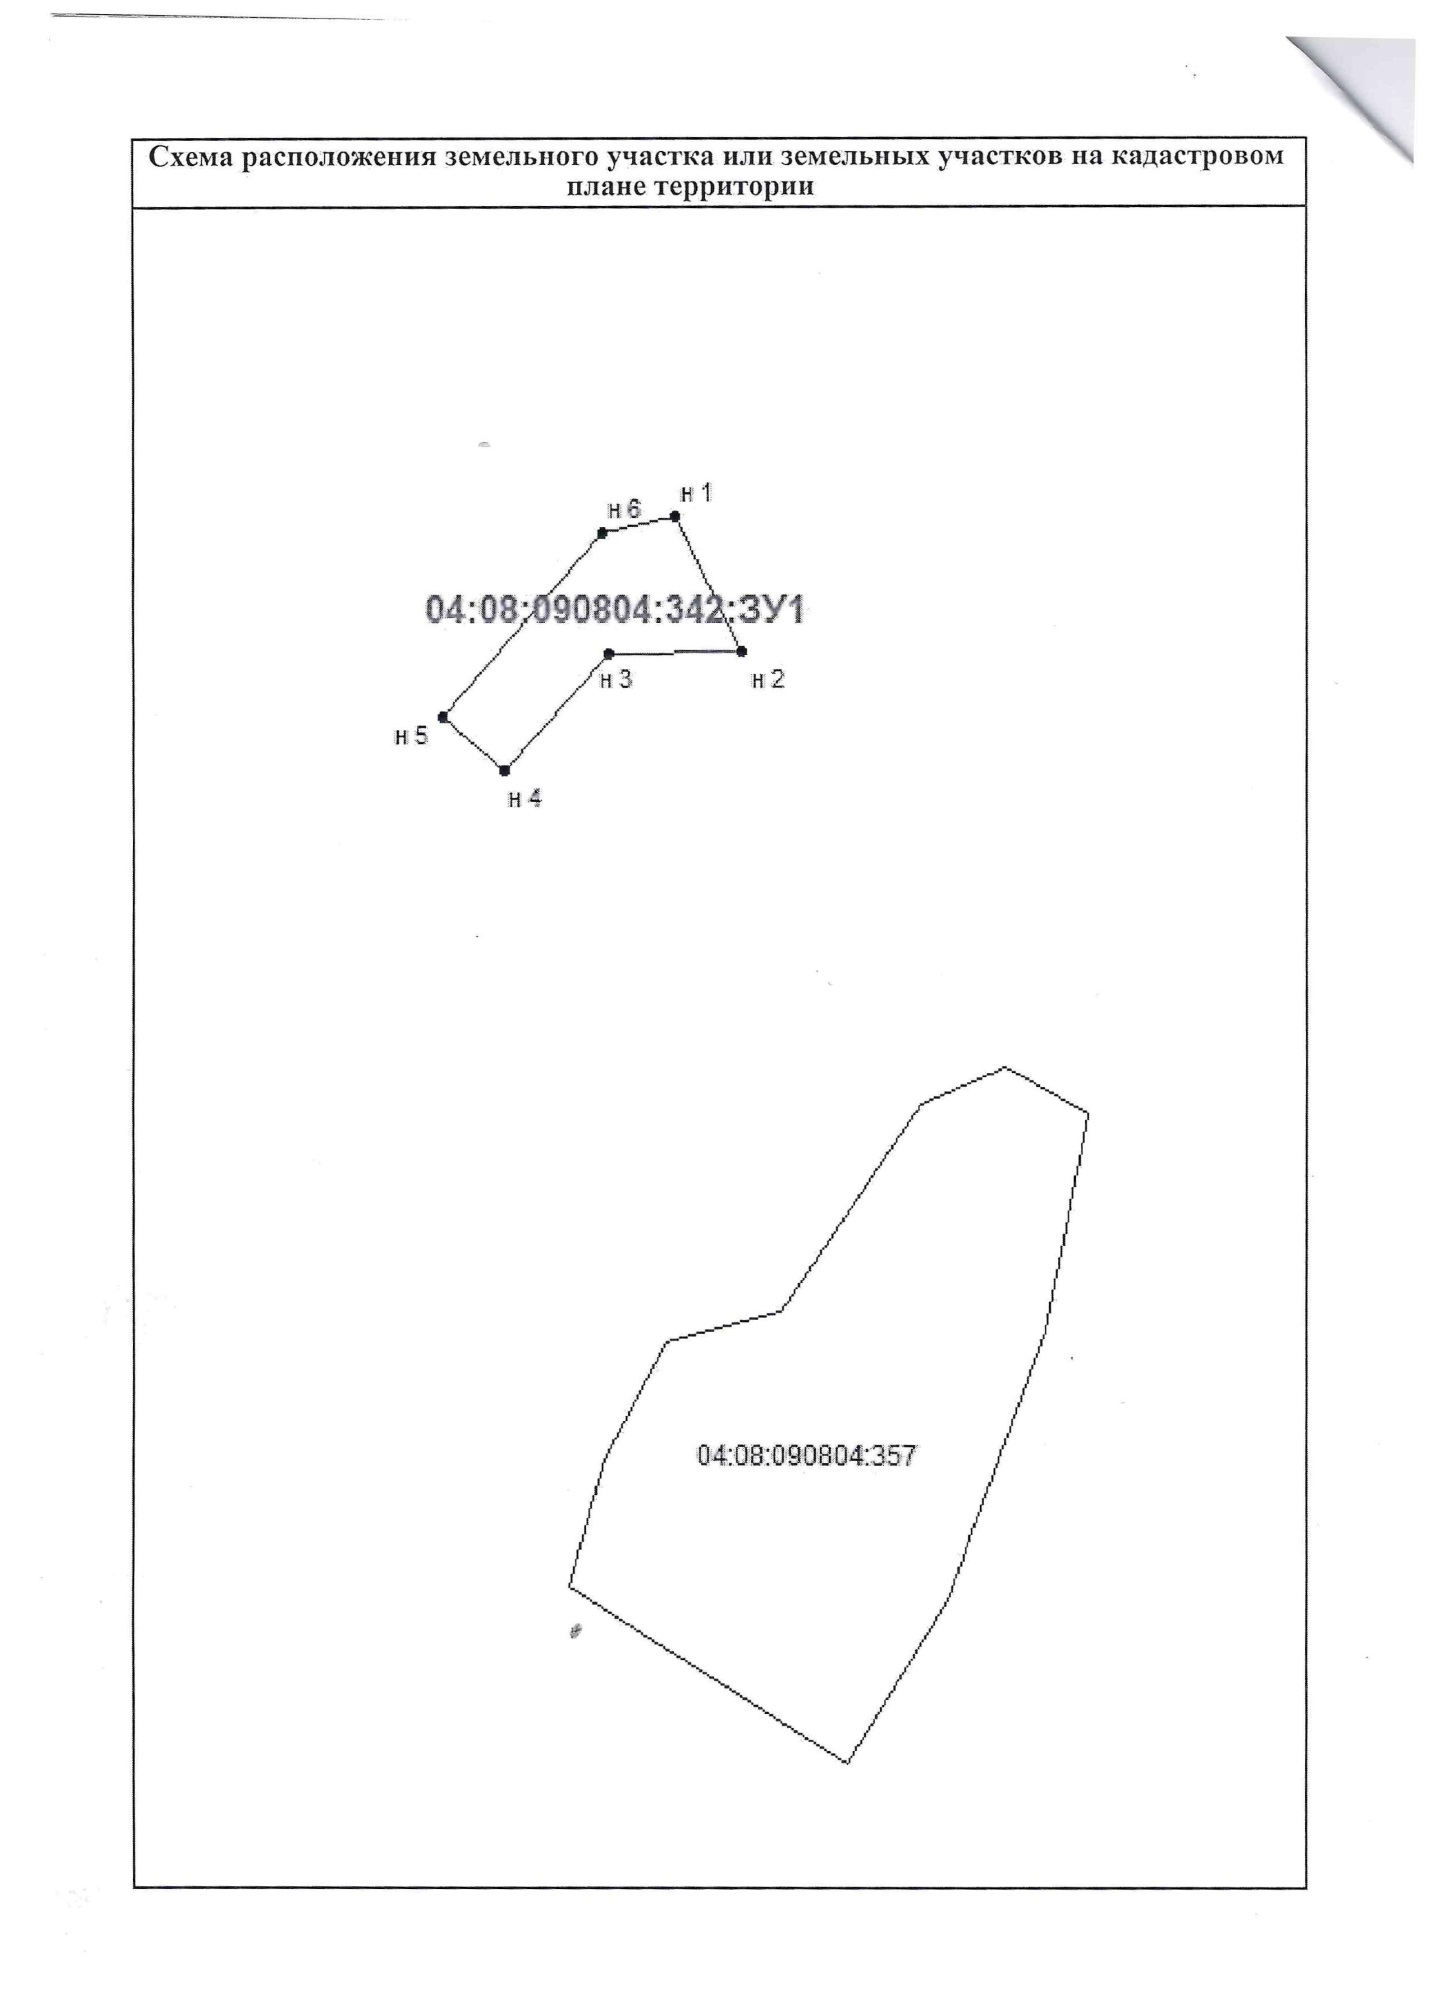 Схема расположения земельного участка или земельных участков на кадастровом
плане территории
н 1
н 6
04:08:090804:342:ЗУ1
н 3
н 2
н 5
н 4
04:08:090804:357